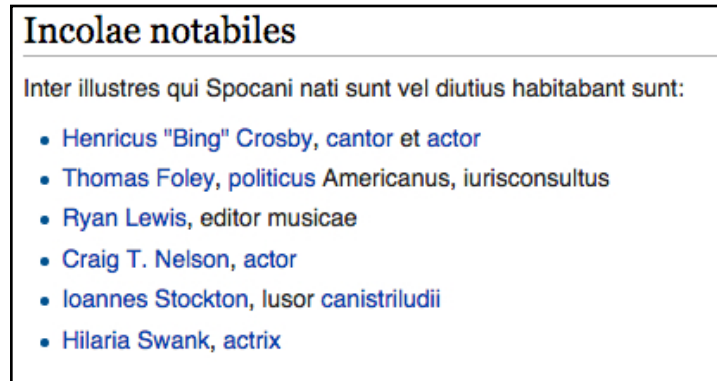 Incolae notabiles
Inter illustres qui Spocani nati sunt vel diutius habitabant sunt:
• Henricus "Bing" Crosby, cantor et actor
• Thomas Foley, politicus Americanus, iurisconsultus
• Ryan Lewis, editor musicae
• Craig T. Nelson, actor
• Ioannes Stockton, lusor canistriludii
• Hilaria Swank, actrix